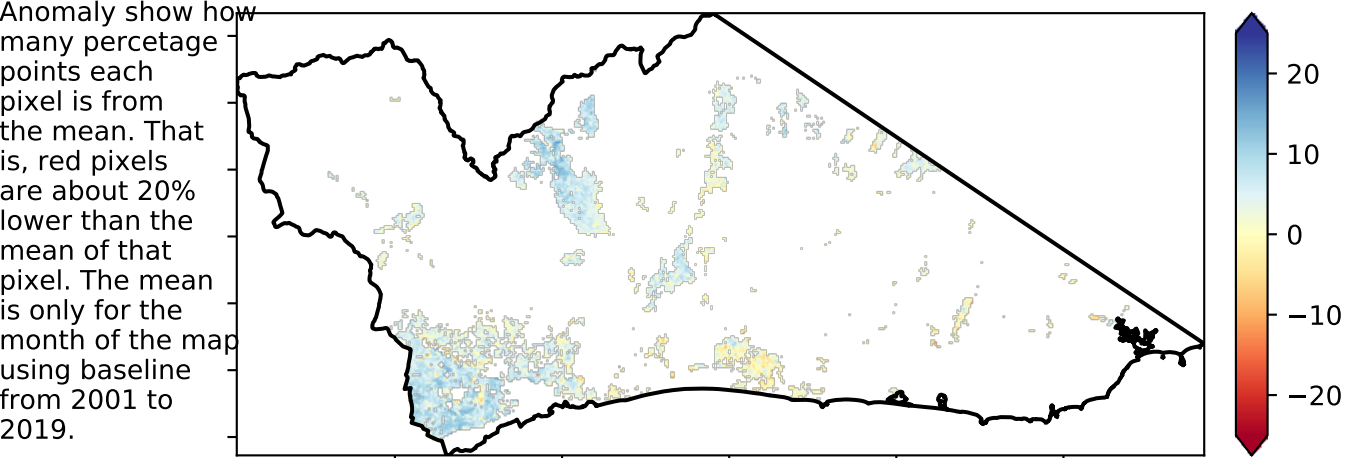 Anomaly show how
many percetage
points each
pixel is from
the mean. That
is, red pixels
are about 20%
lower than the
mean of that
pixel. The mean
is only for the
month of the map
using baseline
from 2001 to
2019.
20
10
0
−10
−20